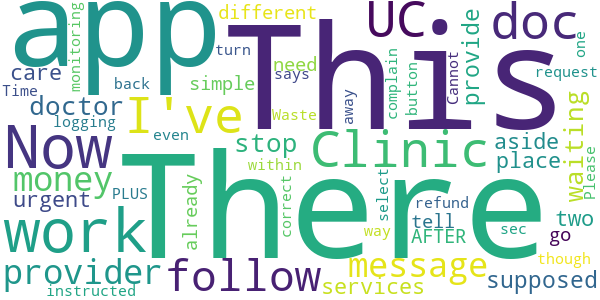 app
This
UC
doc
different
monitoring
turn
says
need
complain
button
Cannot
provide
one
request
care
Time
back
simple
away
doctor
logging
I've
even
Waste
Now
stop
within
Clinic
aside
place
waiting
Please
money
urgent
PLUS
already
There
correct
select
refund
tell
sec
two
go
work
way
AFTER
though
provider
instructed
follow
message
services
supposed